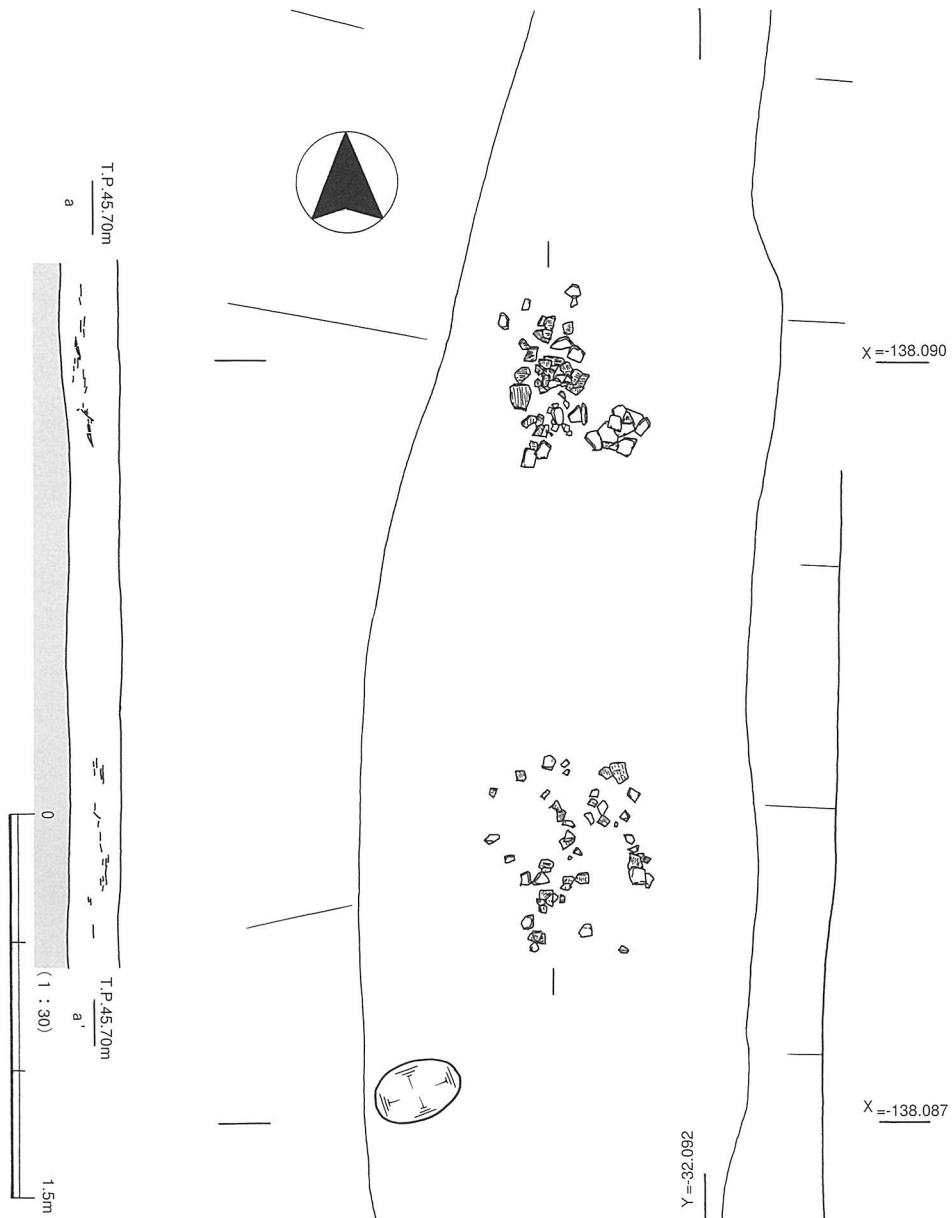 T.P.45.70m
a
X=-138.090
0
(1:30)
T.P.45.70m
a'
1.5m
Y=-32.092
X=-138.087